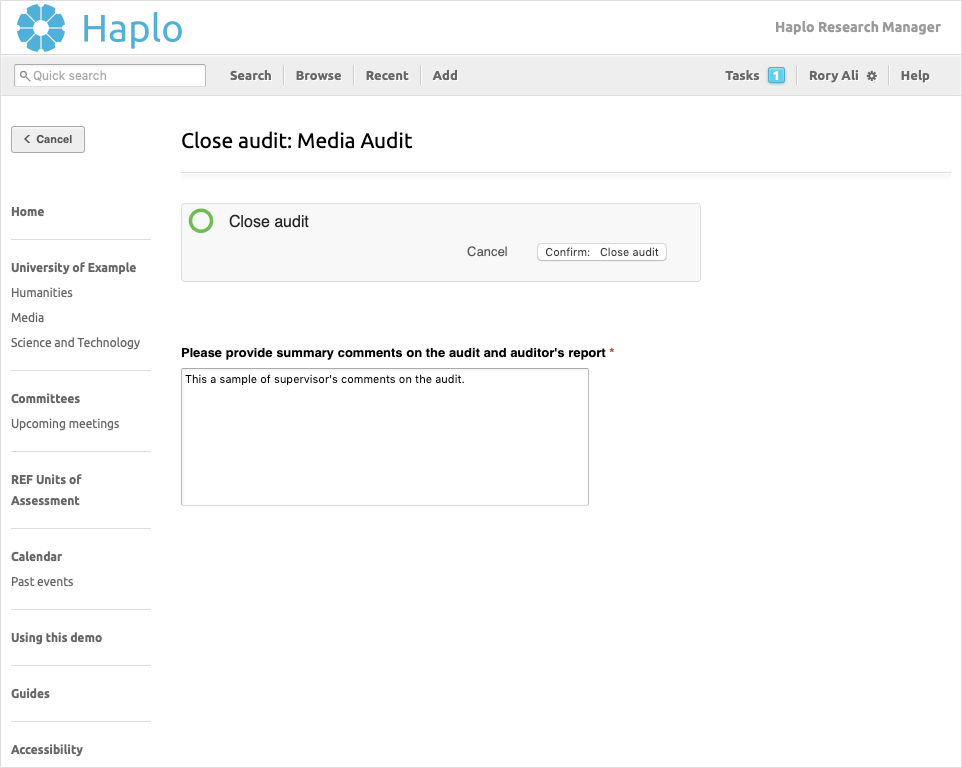 Haplo
Haplo Research Manager
Quick search
Search
Browse
Recent
Add
Tasks 1
Rory Ali
Help
Cancel
Close audit: Media Audit
Home
University of Example
Humanities
Media
Science and Technology
Committees
Upcoming meetings
REF Units of
Assessment
Calendar
Past events
Using this demo
Guides
Accessibility
Close audit
Cancel
Confirm: Close audit
Please provide summary comments on the audit and auditor's report *
This a sample of supervisor's comments on the audit.